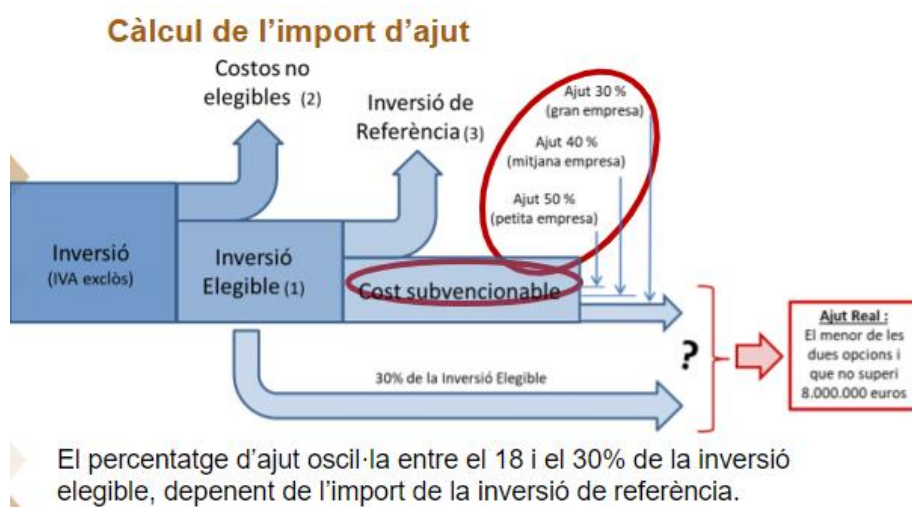 Càlcul de l’import d’ajut
Costos no
elegibles (2)
Inversió de
Referència (3)
Ajut 30 %
(gran empresa)
Ajut 40 %
(mitjana empresa)
Ajut 50 %
(petita empresa)
Inversió
(IVA exclòs)
Inversió
Elegible (1)
Cost subvencionable
30% de la Inversió Elegible
?
Ajut Real :
El menor de les
dues opcions i
que no superi
8.000.000 euros
El percentatge d’ajut oscil·la entre el 18 i el 30% de la inversió
elegible, depenent de l’import de la inversió de referència.